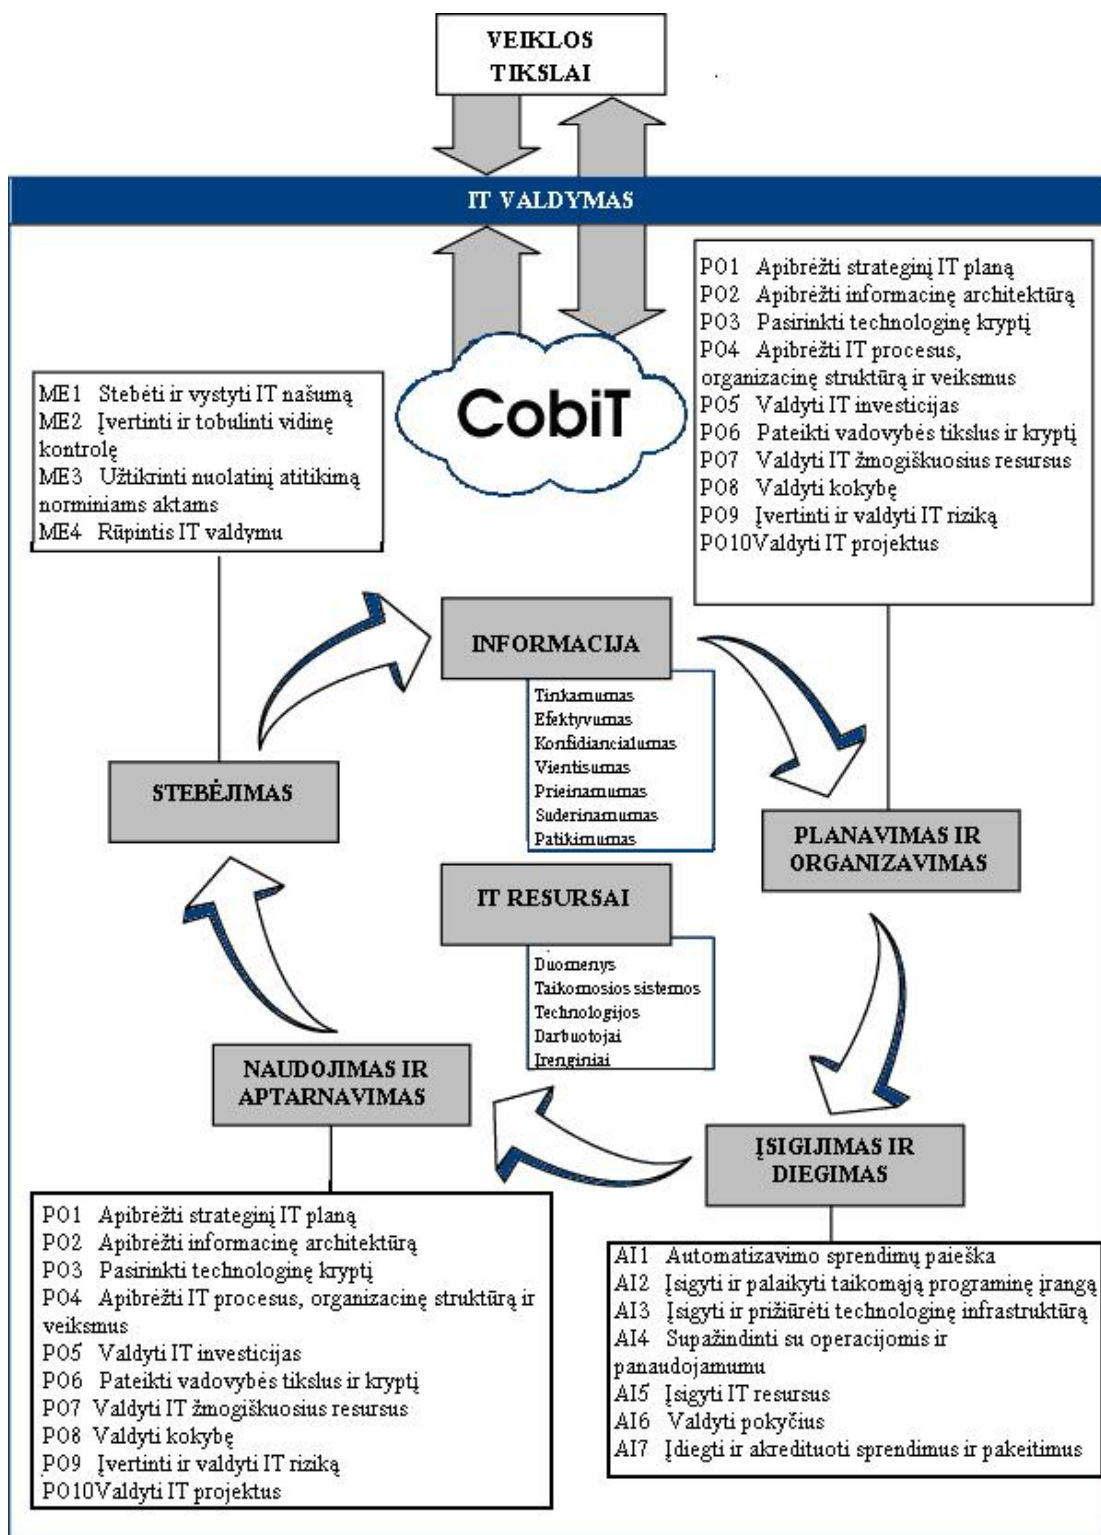 VEIKLOS
TIKSLAI
IT VALDYMAS
PO1 Apibrėžti strateginį IT planą
PO2 Apibrėžti informacinę architektūrą
PO3 Pasirinkti technologinę kryptį
PO4 Apibrėžti IT procesus,
organizacinę struktūrą ir veiksmus
PO5 Valdyti IT investicijas
PO6 Pateikti vadovybės tikslus ir kryptį
PO7 Valdyti IT žmogiškuosius resursus
PO8 Valdyti kokybę
PO9 Įvertinti ir valdyti IT riziką
PO10Valdyti IT projektus
CobiT
ME1 Stebėti ir vystyti IT našumą
ME2 Įvertinti ir tobulinti vidinę
kontrolę
ME3 Užtikrinti nuolatinį atitikimą
norminiams aktams
ME4 Rūpintis IT valdymu
INFORMACIJA
Tinkamumas
Efektyvumas
Konfidiancialumas
Vientisumas
Prieinamumas
Suderinamumas
Patikimumas
STEBĖJIMAS
PLANAVIMAS IR
ORGANIZAVIMAS
IT RESURSAI
Duomenys
Taikomosios sistemos
Technologijos
Darbuotojai
Įrenginiai
NAUDOJIMAS IR
APTARNAVIMAS
ĮSIGIJIMAS IR
DIEGIMAS
PO1 Apibrėžti strateginį IT planą
PO2 Apibrėžti informacinę architektūrą
PO3 Pasirinkti technologinę kryptį
PO4 Apibrėžti IT procesus, organizacinę struktūrą ir
veiksmus
PO5 Valdyti IT investicijas
PO6 Pateikti vadovybės tikslus ir kryptį
PO7 Valdyti IT žmogiškuosius resursus
PO8 Valdyti kokybę
PO9 Įvertinti ir valdyti IT riziką
PO10Valdyti IT projektus
AI1 Automatizavimo sprendimų paieška
AI2 Įsigyti ir palaikyti taikomąją programinę įrangą
AI3 Įsigyti ir prižiūrėti technologinę infrastruktūrą
AI4 Supažindinti su operacijomis ir
panaudojamumu
AI5 Įsigyti IT resursus
AI6 Valdyti pokyčius
AI7 Įdiegti ir akredituoti sprendimus ir pakeitimus